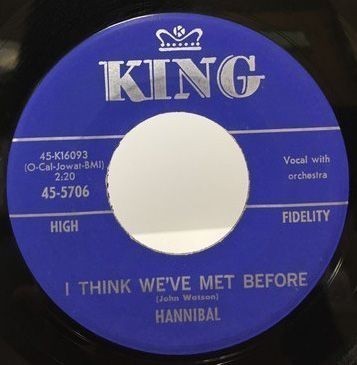 KING
45-K16093
(O-Cal-Jowat-BMI)
2:20
45-5706
Vocal with
orchestra
HIGH
FIDELITY
I THINK WE'VE MET BEFORE
(John Watson)
HANNIBAL